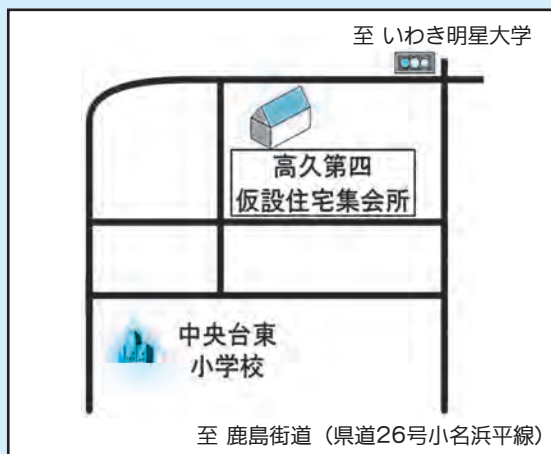 至 いわき明星大学
高久第四
仮設住宅集会所
中央台東
小学校
至 鹿島街道（県道26号小名浜平線）